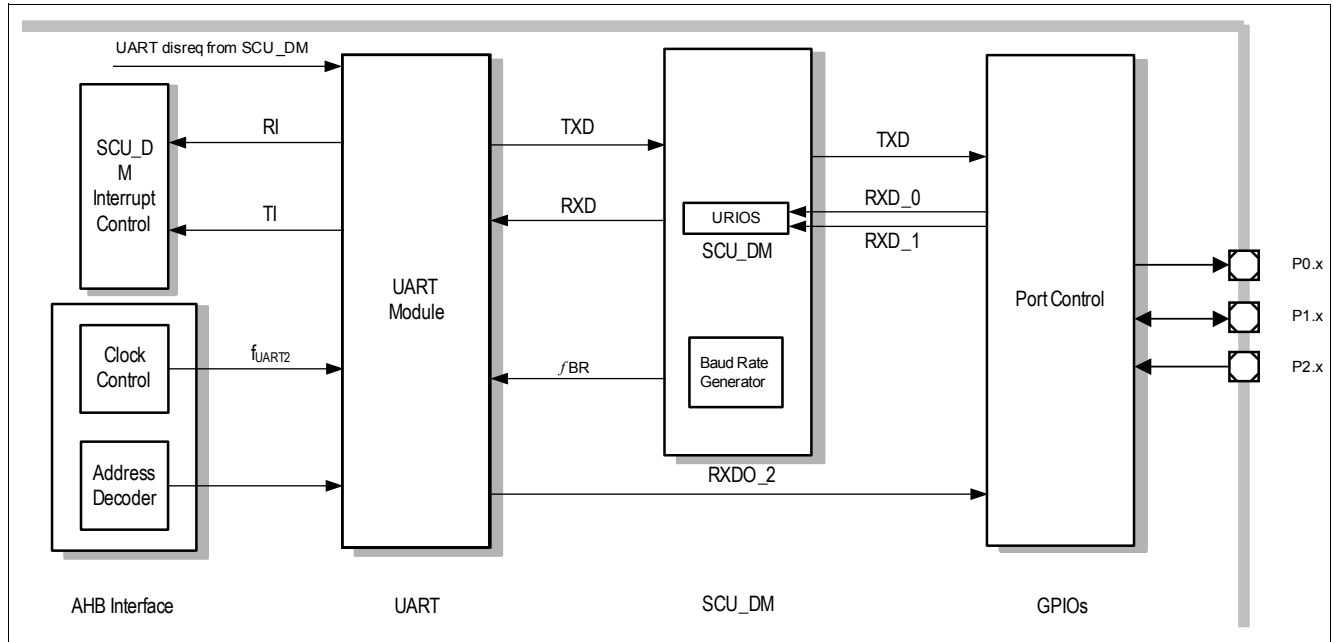 UART disreq from SCU_DM
SCU_D
M
Interrupt
Control
RI
TI
TXD
RXD
TXD
RXD_0
RXD_1
URIOS
SCU_DM
UART
Module
Port Control
P0.x
P1.x
P2.x
Clock
Control
fUART2
fBR
Baud Rate
Generator
Address
Decoder
RXDO_2
AHB Interface
UART
SCU_DM
GPIOs